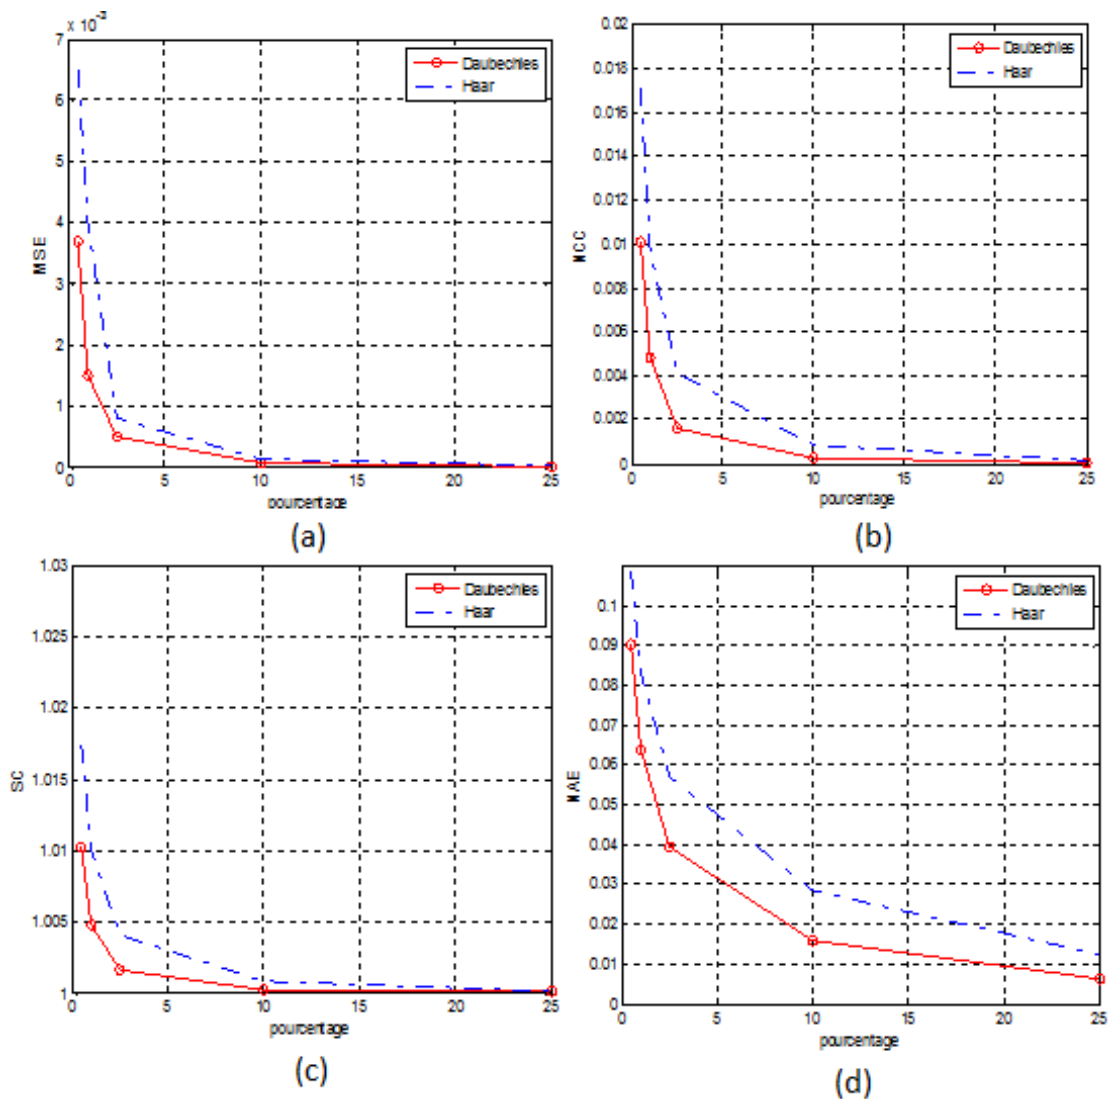 x 10⁻³
7
6
5
4
3
2
1
0
MSE
0 5 10 15 20 25
pourcentage
Daubechies
Haar
(a)
0.02
0.018
0.016
0.014
0.012
0.01
0.008
0.006
0.004
0.002
0
NCC
0 5 10 15 20 25
pourcentage
Daubechies
Haar
(b)
1.03
1.025
1.02
1.015
1.01
1.005
1
SC
0 5 10 15 20 25
pourcentage
Daubechies
Haar
(c)
0.1
0.09
0.08
0.07
0.06
0.05
0.04
0.03
0.02
0.01
0
MAE
0 5 10 15 20 25
pourcentage
Daubechies
Haar
(d)